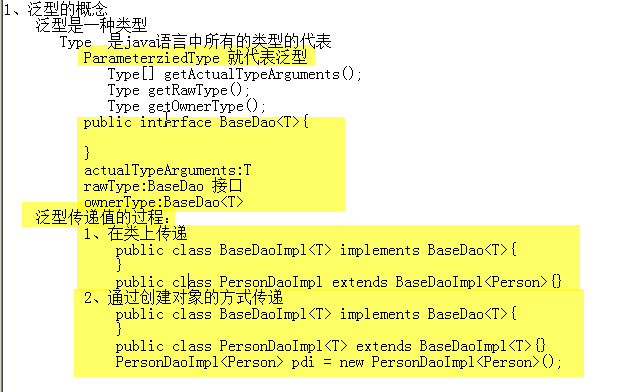 1、泛型的概念
泛型是一种类型
Type 是java语言中所有的类型的代表
ParameterziedType 就代表泛型
Type[] getActualTypeArguments();
Type getRawType();
Type getOwnerType();
public interface BaseDao<T>{
}
actualTypeArguments:T
rawType:BaseDao 接口
ownerType:BaseDao<T>
泛型传递值的过程：
1、在类上传递
public class BaseDaoImpl<T> implements BaseDao<T>{
}
public class PersonDaoImpl extends BaseDaoImpl<Person>{}
2、通过创建对象的方式传递
public class BaseDaoImpl<T> implements BaseDao<T>{
}
public class PersonDaoImpl<T> extends BaseDaoImpl<T>{}
PersonDaoImpl<Person> pdi = new PersonDaoImpl<Person>();